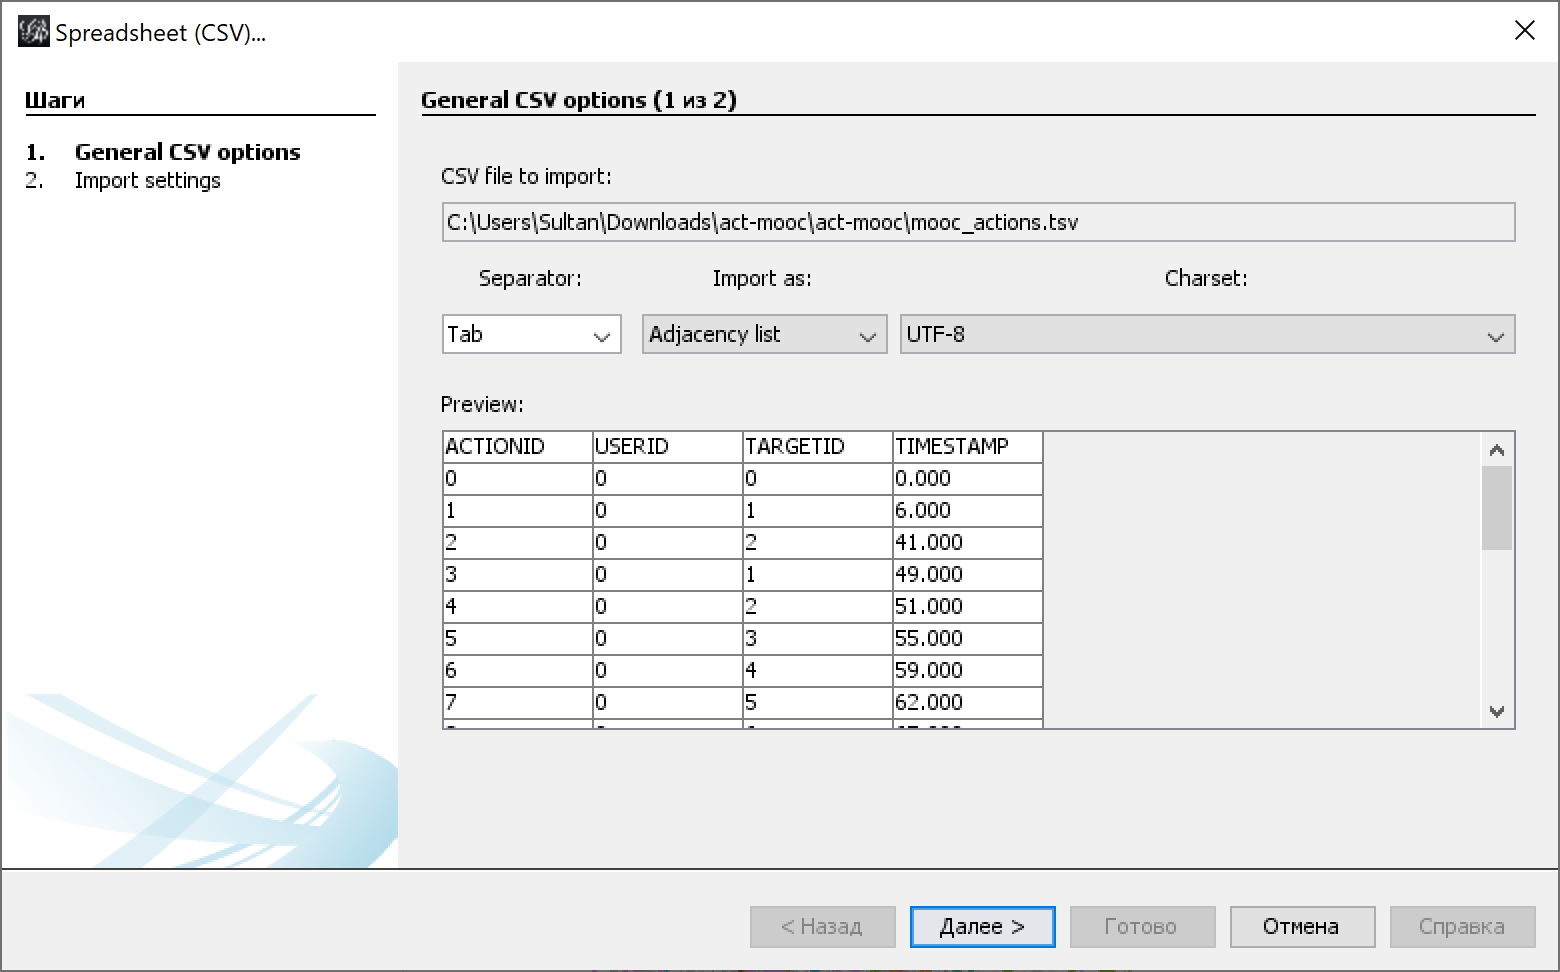 Spreadsheet (CSV)...
Шаги
1. General CSV options
2. Import settings
General CSV options (1 из 2)
CSV file to import:
C:\Users\Sultan\Downloads\act-mooc\act-mooc\mooc_actions.tsv
Separator: Import as: Charset:
Tab Adjacency list UTF-8
Preview:
ACTIONID USERID TARGETID TIMESTAMP
0 0 0 0.000
1 0 1 6.000
2 0 2 41.000
3 0 1 49.000
4 0 2 51.000
5 0 3 55.000
6 0 4 59.000
7 0 5 62.000
< Назад Далее > Готово Отмена Справка